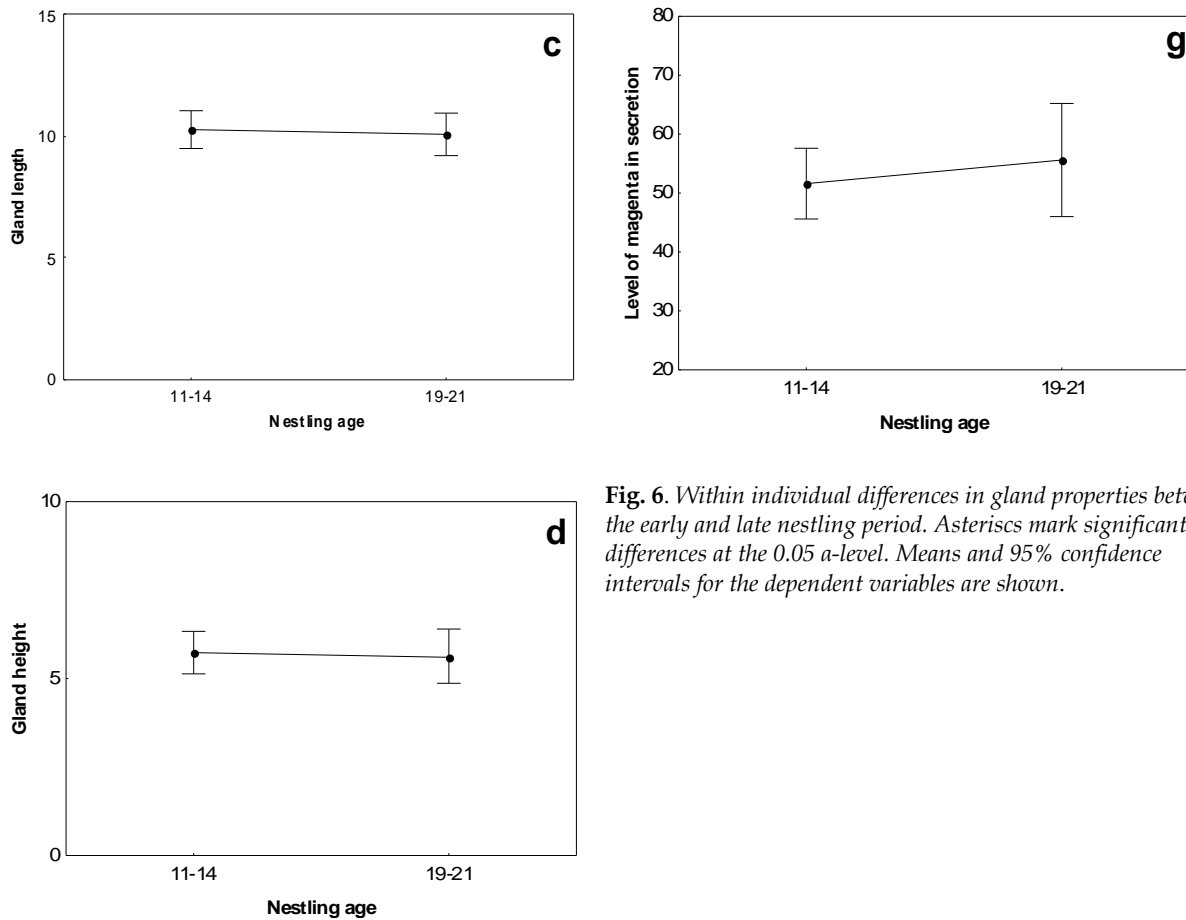 15
10
5
0
Gland length
c
11-14
19-21
Nestling age
80
70
60
50
40
30
20
Level of magenta in secretion
g
11-14
19-21
Nestling age
10
5
0
Gland height
d
11-14
19-21
Nestling age
Fig. 6. Within individual differences in gland properties
the early and late nestling period. Asteriscs mark significant
differences at the 0.05 a-level. Means and 95% confidence
intervals for the dependent variables are shown.